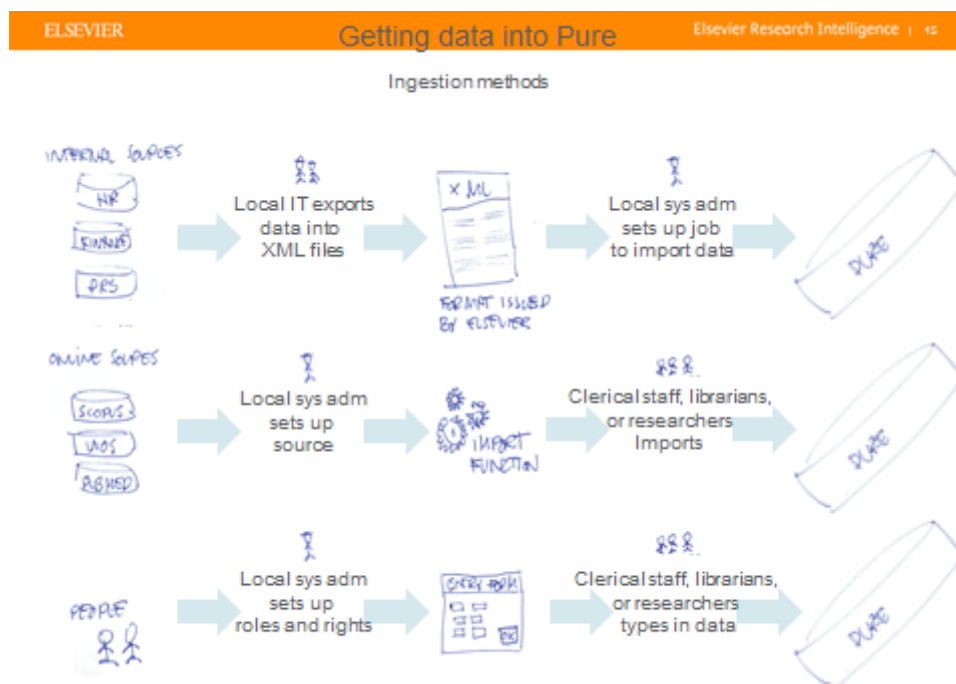 ELSEVIER
Getting data into Pure
Elsevier Research Intelligence | 15
Ingestion methods
INTERNAL SOURCES
HR
FINANCE
PRS
Local IT exports
data into
XML files
XML
FORMAT ISSUED
BY ELSEVIER
Local sys adm
sets up job
to import data
PURE
ONLINE SOURCES
SCOPUS
WOS
PUBMED
Local sys adm
sets up
source
IMPORT
FUNCTION
Clerical staff, librarians,
or researchers
Imports
PURE
PEOPLE
Local sys adm
sets up
roles and rights
ENTRY FORM
OK
Clerical staff, librarians,
or researchers
types in data
PURE